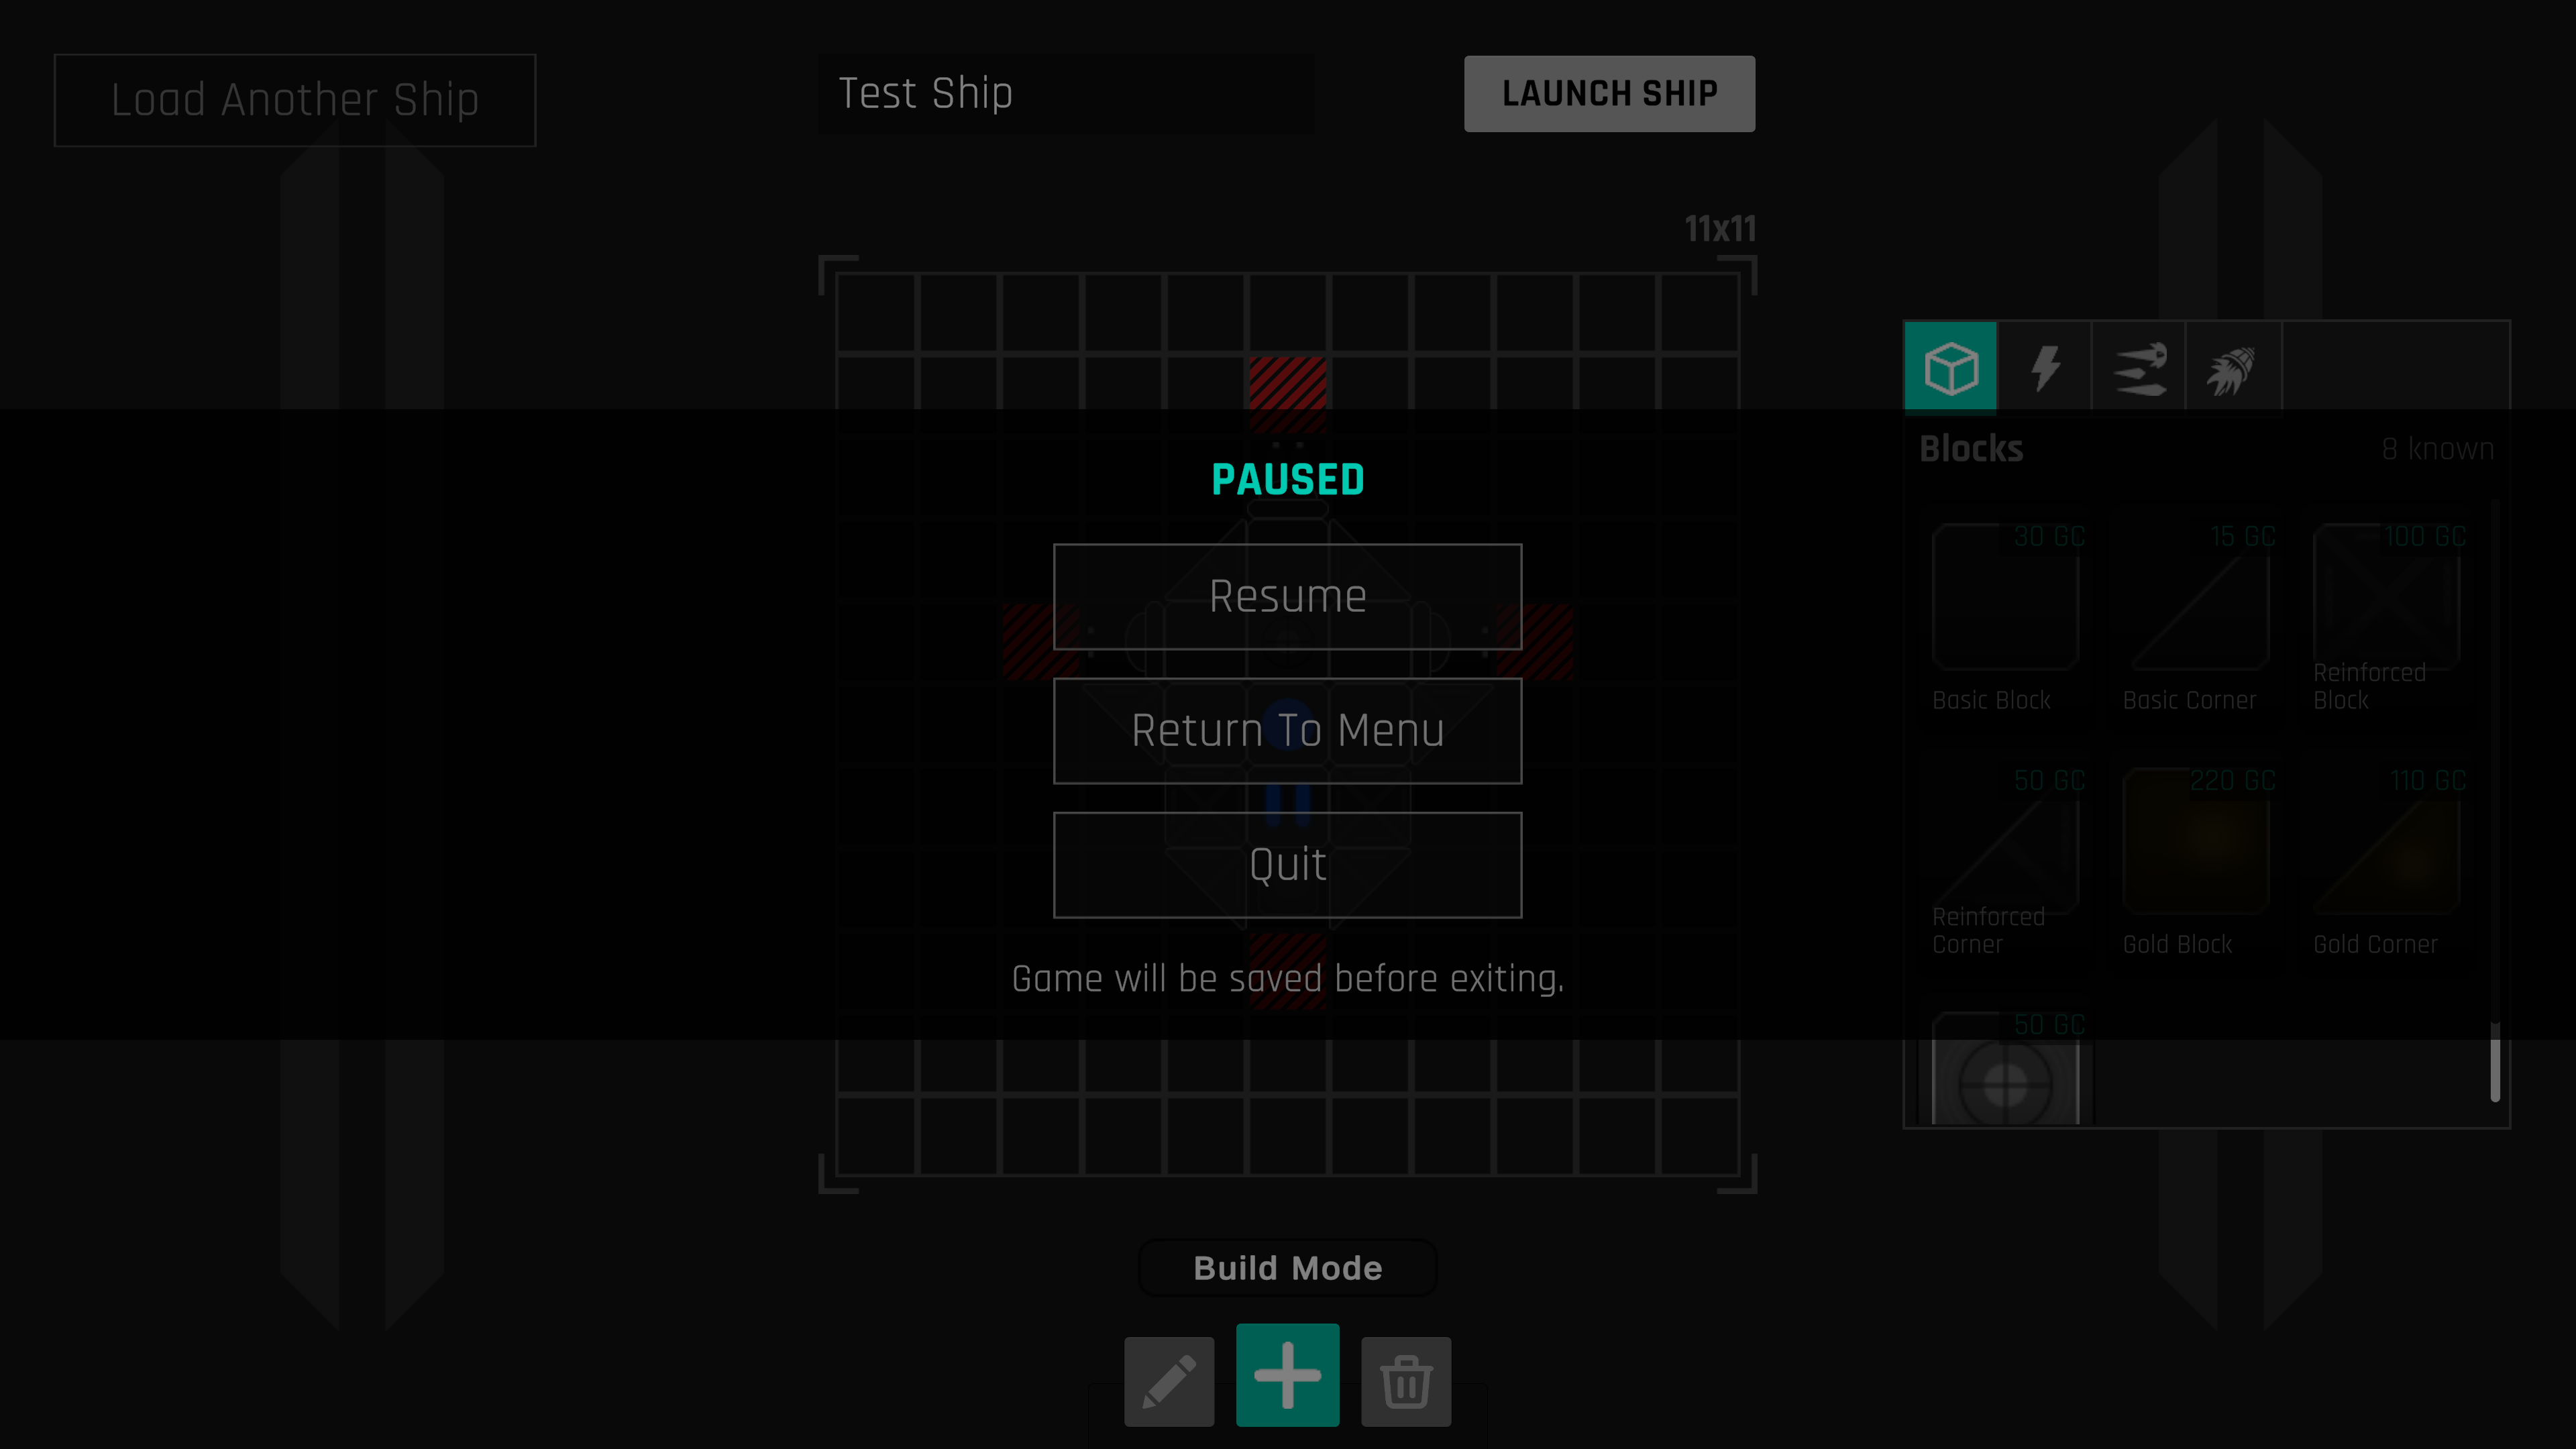 Load Another Ship
Test Ship
LAUNCH SHIP
11x11
PAUSED
Resume
Return To Menu
Quit
Game will be saved before exiting.
Blocks
8 known
30 GC
15 GC
100 GC
Basic Block
Basic Corner
Reinforced
Block
50 GC
220 GC
110 GC
Reinforced
Corner
Gold Block
Gold Corner
50 GC
Build Mode